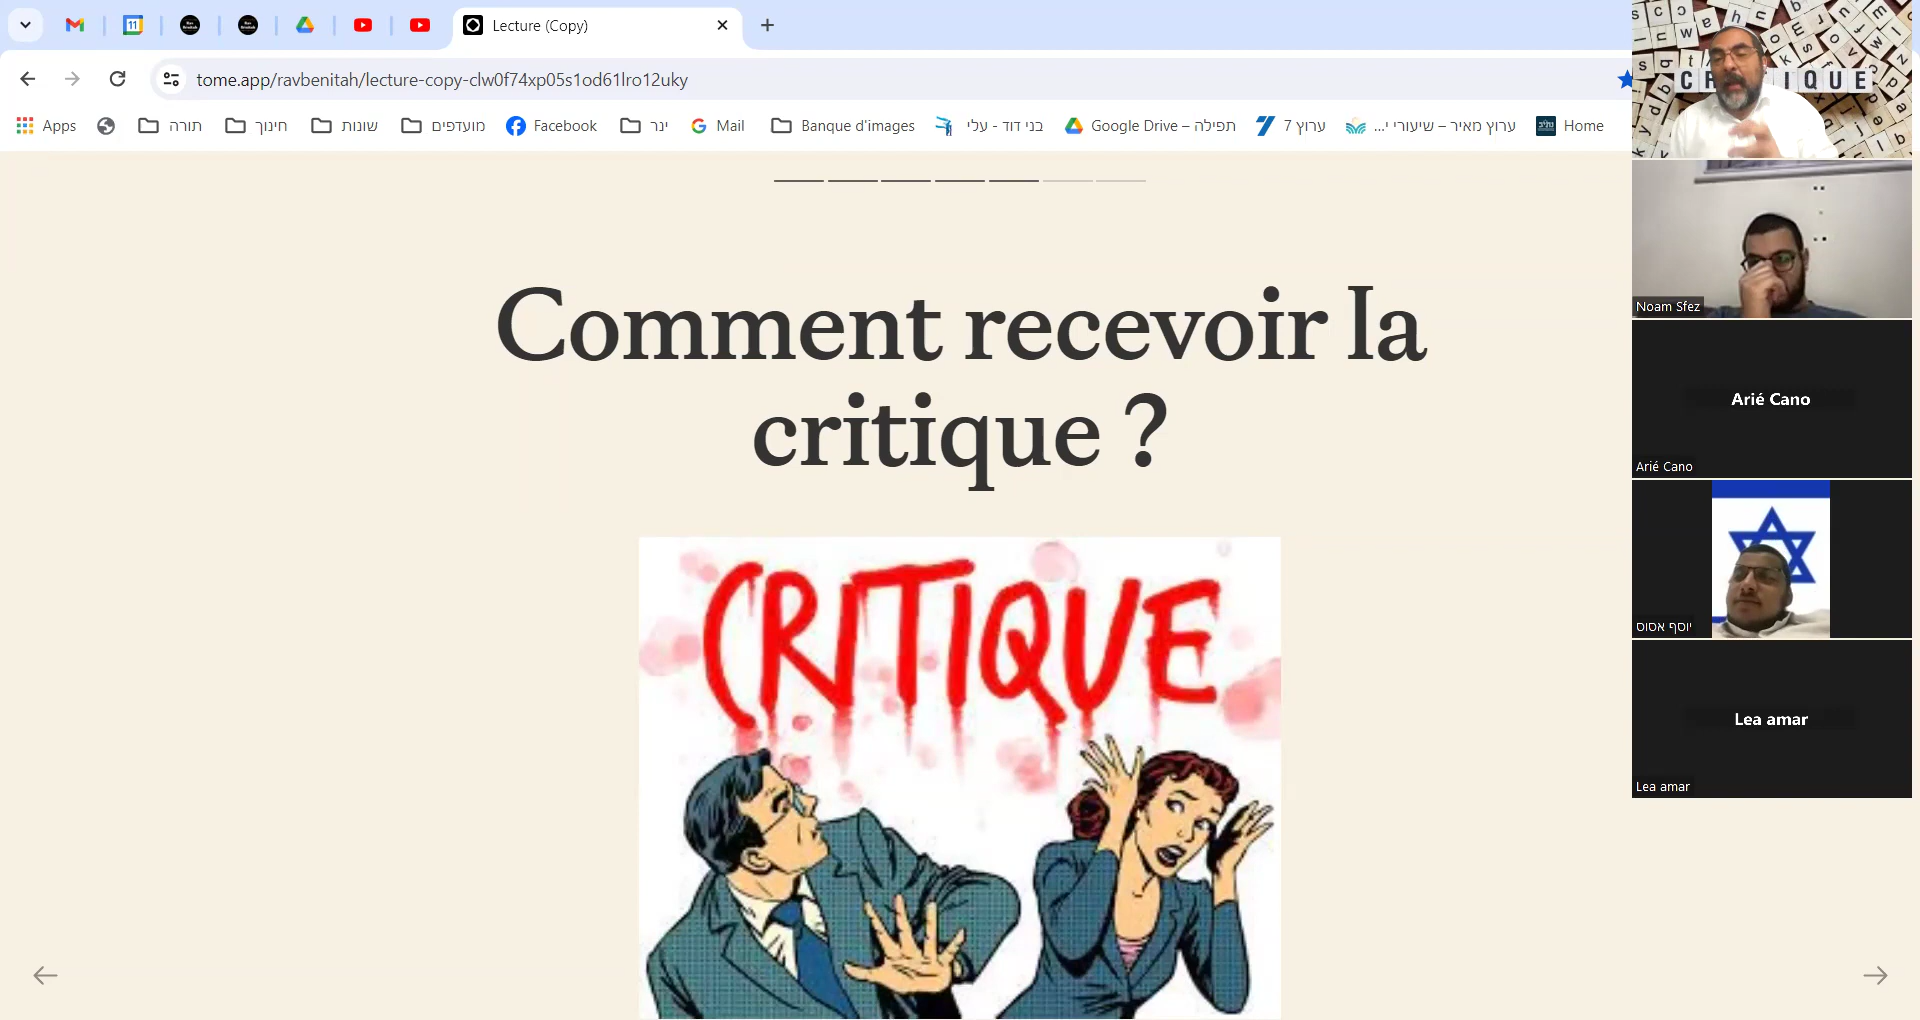 Lecture (Copy)
tome.app/ravbenitah/lecture-copy-clw0f74xp05s1od61lro12uky
Apps
תורה
חינוך
שונות
מועדפים
Facebook
ינר
Mail
Banque d'images
בני דוד - עלי
Google Drive – תפילה
ערוץ 7
ערוץ מאיר – שיעורי י...
Home
Comment recevoir la
critique ?
CRITIQUE
Noam Sfez
Arié Cano
Arié Cano
יוסף אסוס
Lea amar
Lea amar